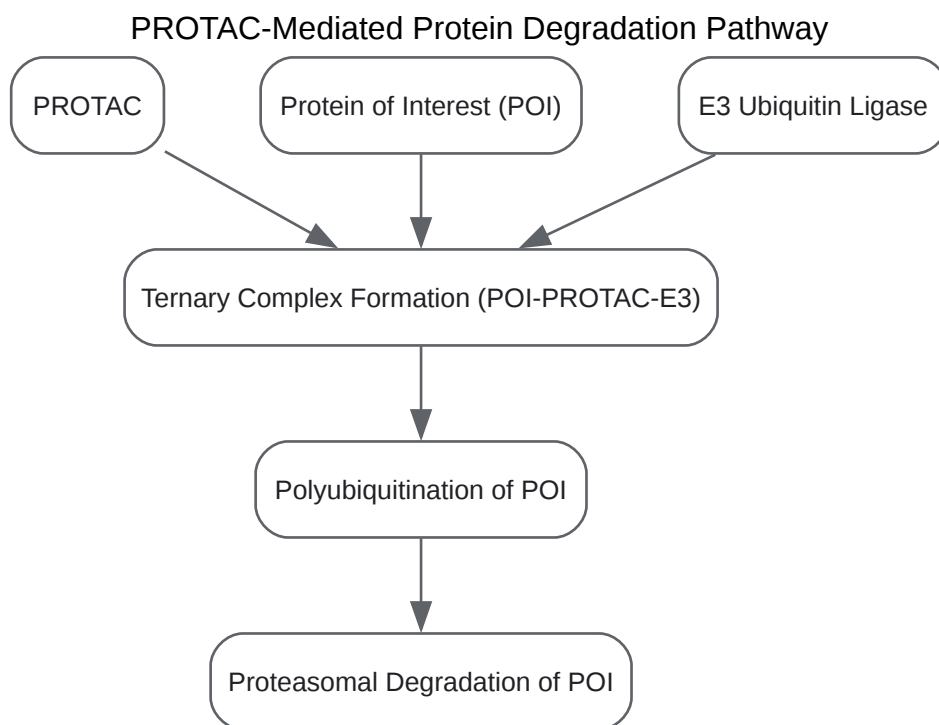 PROTAC-Mediated Protein Degradation Pathway
PROTAC
Protein of Interest (POI)
E3 Ubiquitin Ligase
Ternary Complex Formation (POI-PROTAC-E3)
Polyubiquitination of POI
Proteasomal Degradation of POI